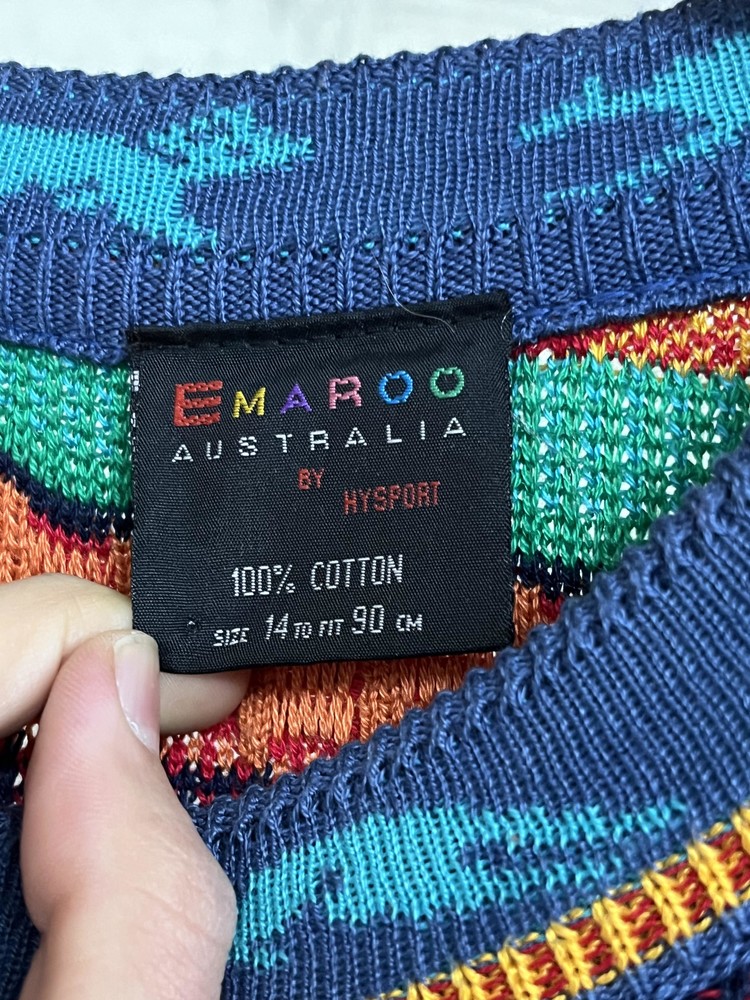 EMAROO
AUSTRALIA
BY
HYSPORT
100% COTTON
SIZE 14 TO FIT 90 CM